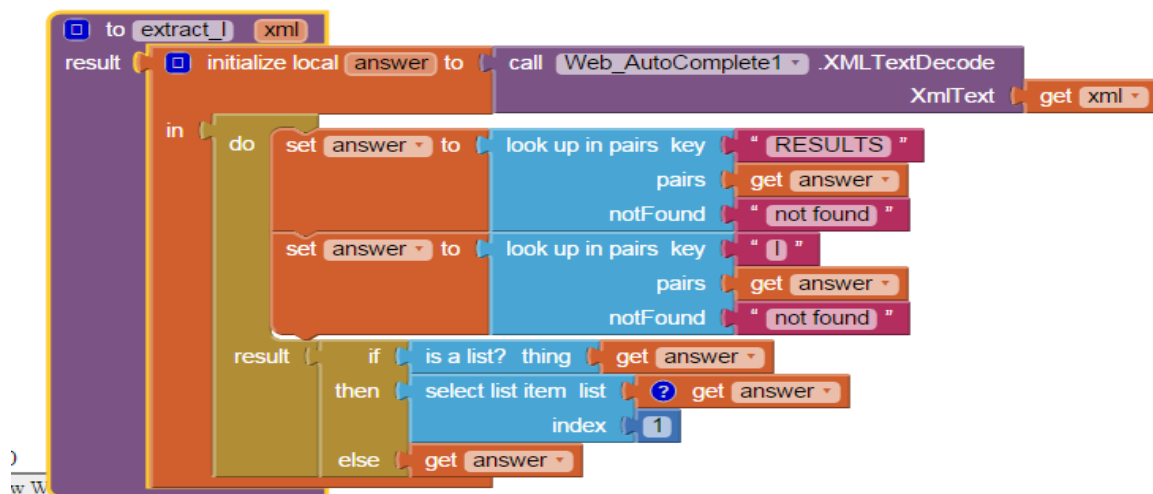 to extract_l xml
result initialize local answer to call Web_AutoComplete1 .XMLTextDecode
XmlText get xml
in do set answer to look up in pairs key " RESULTS "
pairs get answer
notFound " not found "
set answer to look up in pairs key " l "
pairs get answer
notFound " not found "
result if is a list? thing get answer
then select list item list ? get answer
index 1
else get answer
w W